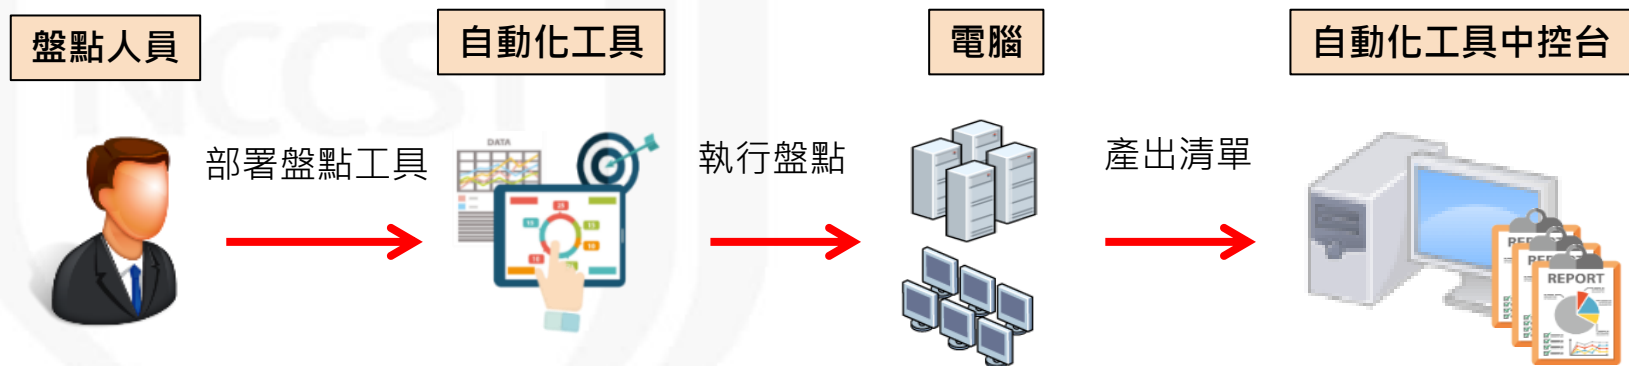 盤點人員
自動化工具
電腦
自動化工具中控台
部署盤點工具
執行盤點
產出清單
NCCST
DATA
REPORT